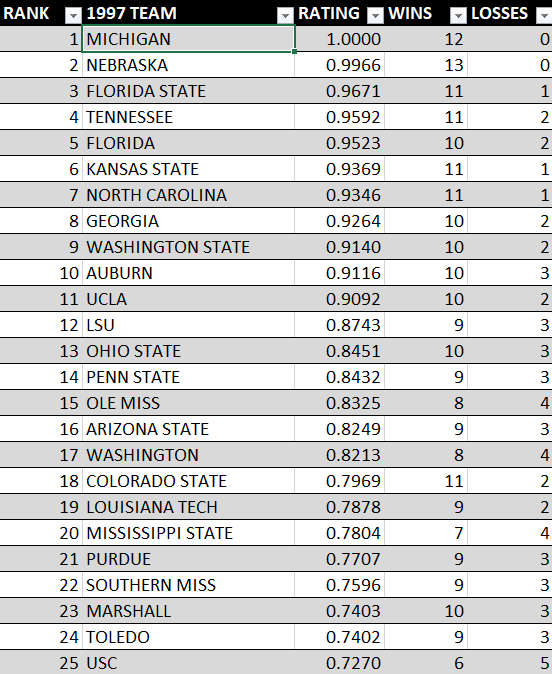 RANK 1997 TEAM RATING WINS LOSSES
1 MICHIGAN 1.0000 12 0
2 NEBRASKA 0.9966 13 0
3 FLORIDA STATE 0.9671 11 1
4 TENNESSEE 0.9592 11 2
5 FLORIDA 0.9523 10 2
6 KANSAS STATE 0.9369 11 1
7 NORTH CAROLINA 0.9346 11 1
8 GEORGIA 0.9264 10 2
9 WASHINGTON STATE 0.9140 10 2
10 AUBURN 0.9116 10 3
11 UCLA 0.9092 10 2
12 LSU 0.8743 9 3
13 OHIO STATE 0.8451 10 3
14 PENN STATE 0.8432 9 3
15 OLE MISS 0.8325 8 4
16 ARIZONA STATE 0.8249 9 3
17 WASHINGTON 0.8213 8 4
18 COLORADO STATE 0.7969 11 2
19 LOUISIANA TECH 0.7878 9 2
20 MISSISSIPPI STATE 0.7804 7 4
21 PURDUE 0.7707 9 3
22 SOUTHERN MISS 0.7596 9 3
23 MARSHALL 0.7403 10 3
24 TOLEDO 0.7402 9 3
25 USC 0.7270 6 5